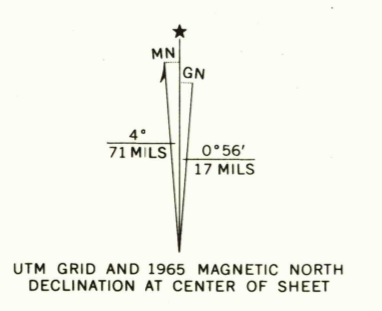 MN
GN
4°
71 MILS
0°56′
17 MILS
UTM GRID AND 1965 MAGNETIC NORTH
DECLINATION AT CENTER OF SHEET